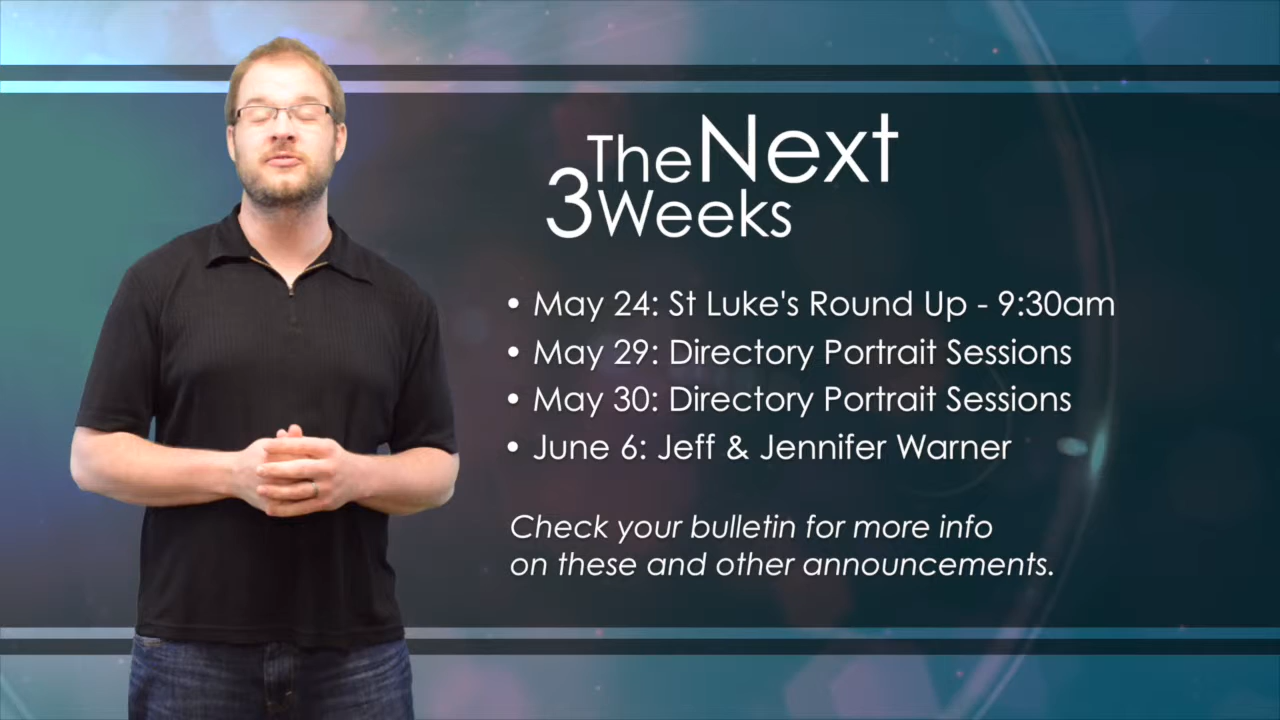 The Next
3 Weeks
• May 24: St Luke's Round Up - 9:30am
• May 29: Directory Portrait Sessions
• May 30: Directory Portrait Sessions
• June 6: Jeff & Jennifer Warner
Check your bulletin for more info
on these and other announcements.